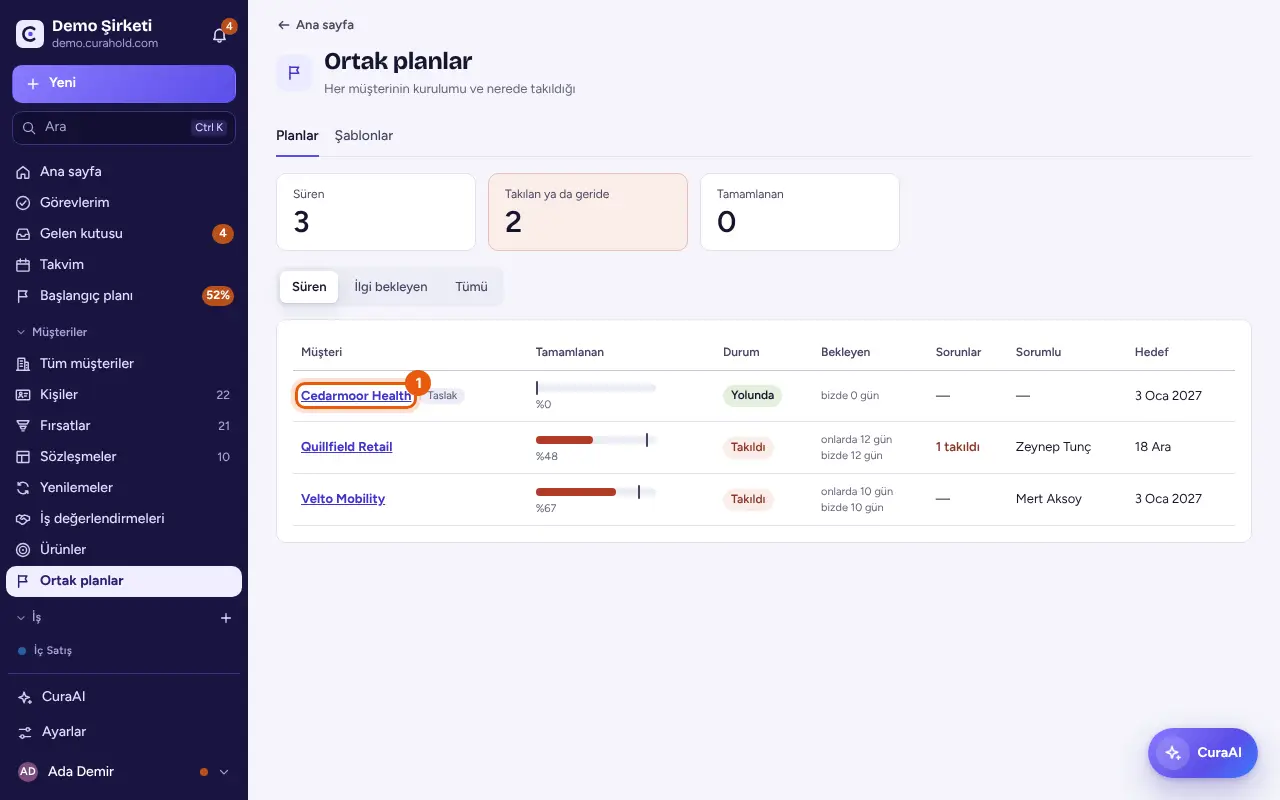 Demo Şirketi
demo.curahold.com
4
Yeni
Ara
Ctrl K
Ana sayfa
Görevlerim
Gelen kutusu
4
Takvim
Başlangıç planı
52%
Müşteriler
Tüm müşteriler
Kişiler
22
Fırsatlar
21
Sözleşmeler
10
Yenilemeler
İş değerlendirmeleri
Ürünler
Ortak planlar
İş
İç Satış
CuraAI
Ayarlar
AD
Ada Demir
Ana sayfa
Ortak planlar
Her müşterinin kurulumu ve nerede takıldığı
Planlar Şablonlar
Süren
3
Takılan ya da geride
2
Tamamlanan
0
Süren İlgi bekleyen Tümü
Müşteri Tamamlanan Durum Bekleyen Sorunlar Sorumlu Hedef
1
Cedarmoor Health Taslak %0 Yolunda bizde 0 gün — — 3 Oca 2027
Quillfield Retail %48 Takıldı onlarda 12 gün
bizde 12 gün 1 takıldı Zeynep Tunç 18 Ara
Velto Mobility %67 Takıldı onlarda 10 gün
bizde 10 gün — Mert Aksoy 3 Oca 2027
CuraAI